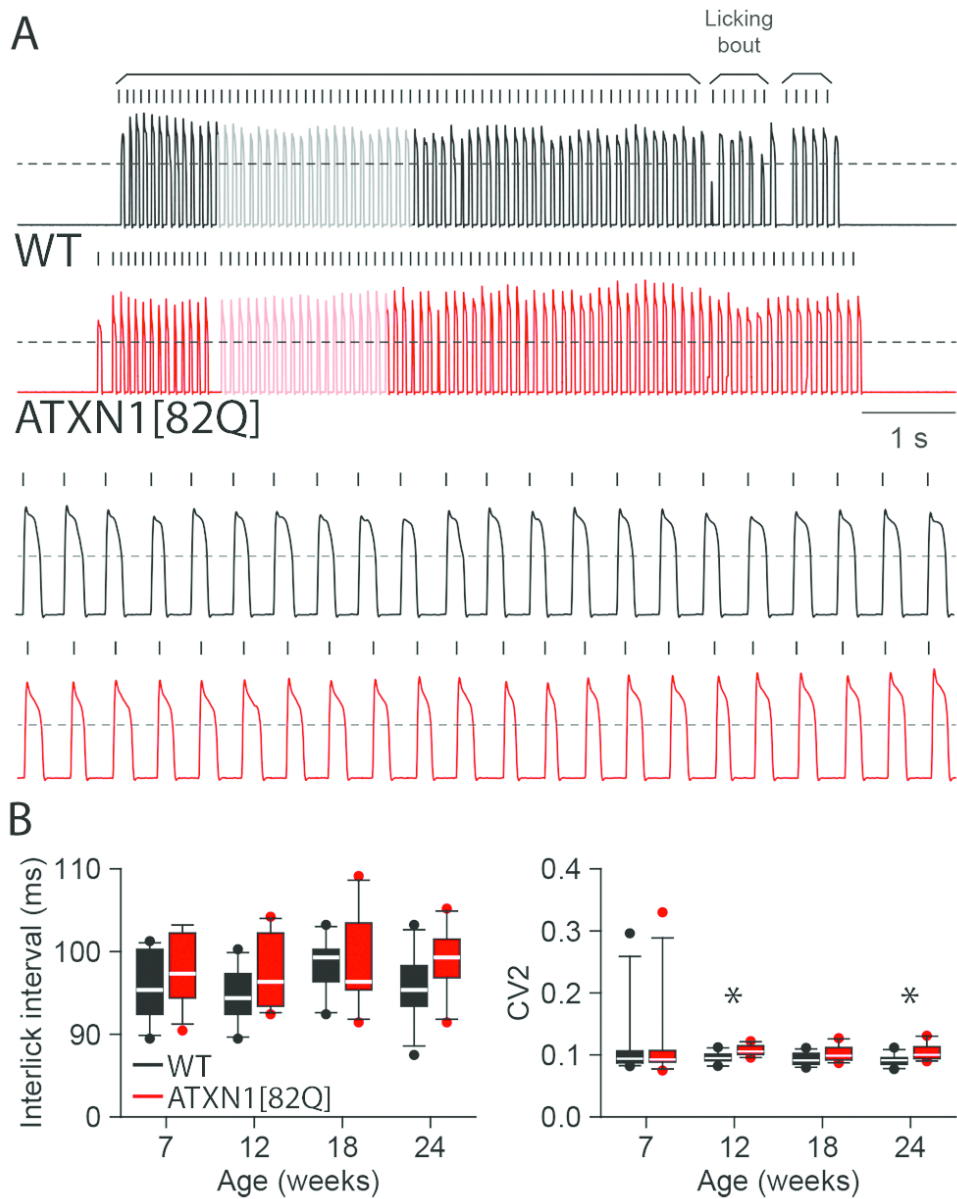 A
Licking
bout
WT
ATXN1[82Q]
1 s
B
Interlick interval (ms)
110
100
90
0
WT
ATXN1[82Q]
7
12
18
24
Age (weeks)
CV2
0.4
0.3
0.2
0.1
0.0
*
*
7
12
18
24
Age (weeks)